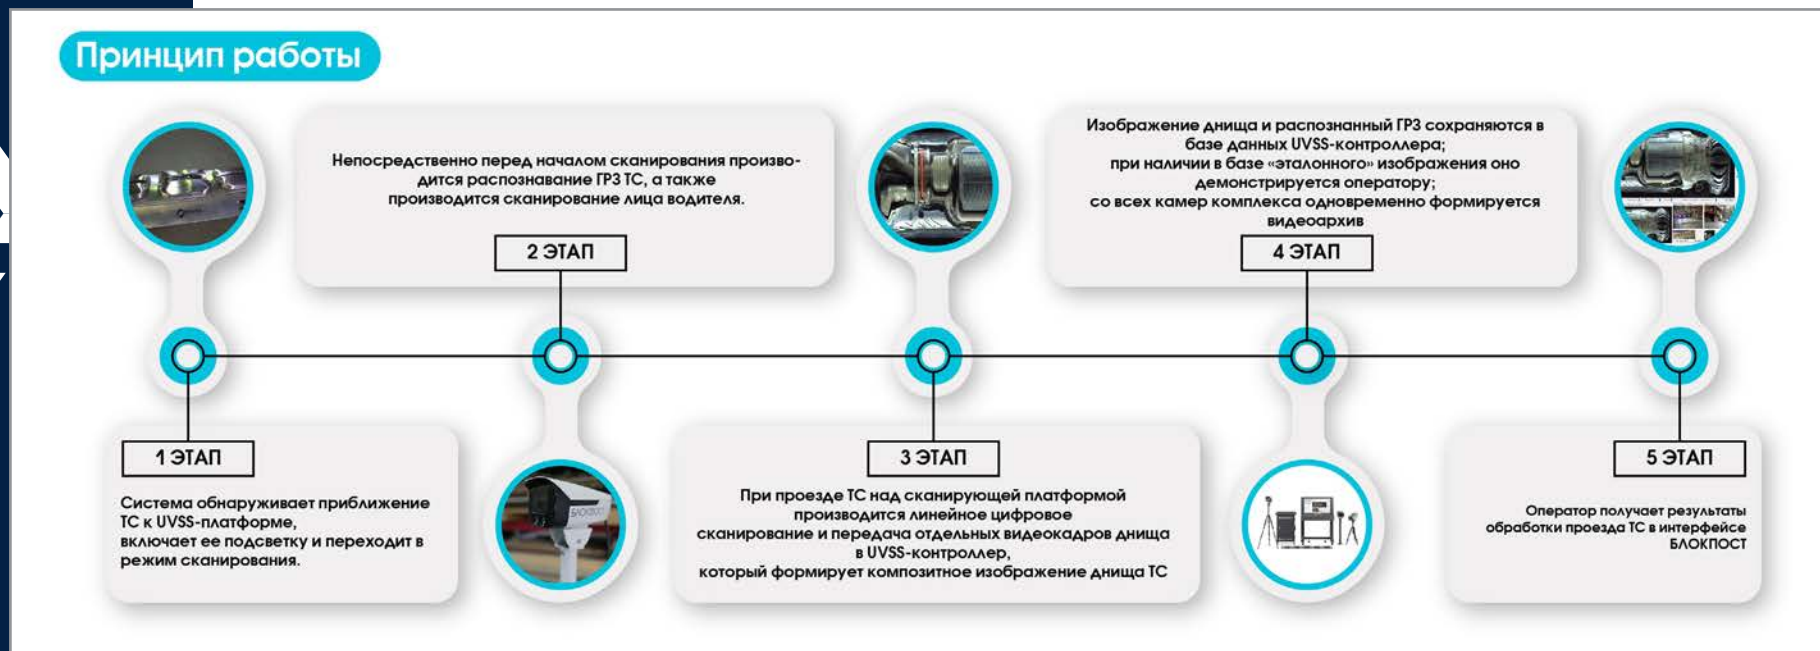 Принцип работы
1 ЭТАП
Система обнаруживает приближение
ТС к UVSS-платформе,
включает ее подсветку и переходит в
режим сканирования.
Непосредственно перед началом сканирования произво-
дится распознавание ГРЗ ТС, а также
производится сканирование лица водителя.
2 ЭТАП
БЛОКПОСТ
3 ЭТАП
При проезде ТС над сканирующей платформой
производится линейное цифровое
сканирование и передача отдельных видеокадров днища
в UVSS-контроллер,
который формирует композитное изображение днища ТС
Изображение днища и распознанный ГРЗ сохраняются в
базе данных UVSS-контроллера;
при наличии в базе «эталонного» изображения оно
демонстрируется оператору;
со всех камер комплекса одновременно формируется
видеоархив
4 ЭТАП
5 ЭТАП
Оператор получает результаты
обработки проезда ТС в интерфейсе
БЛОКПОСТ